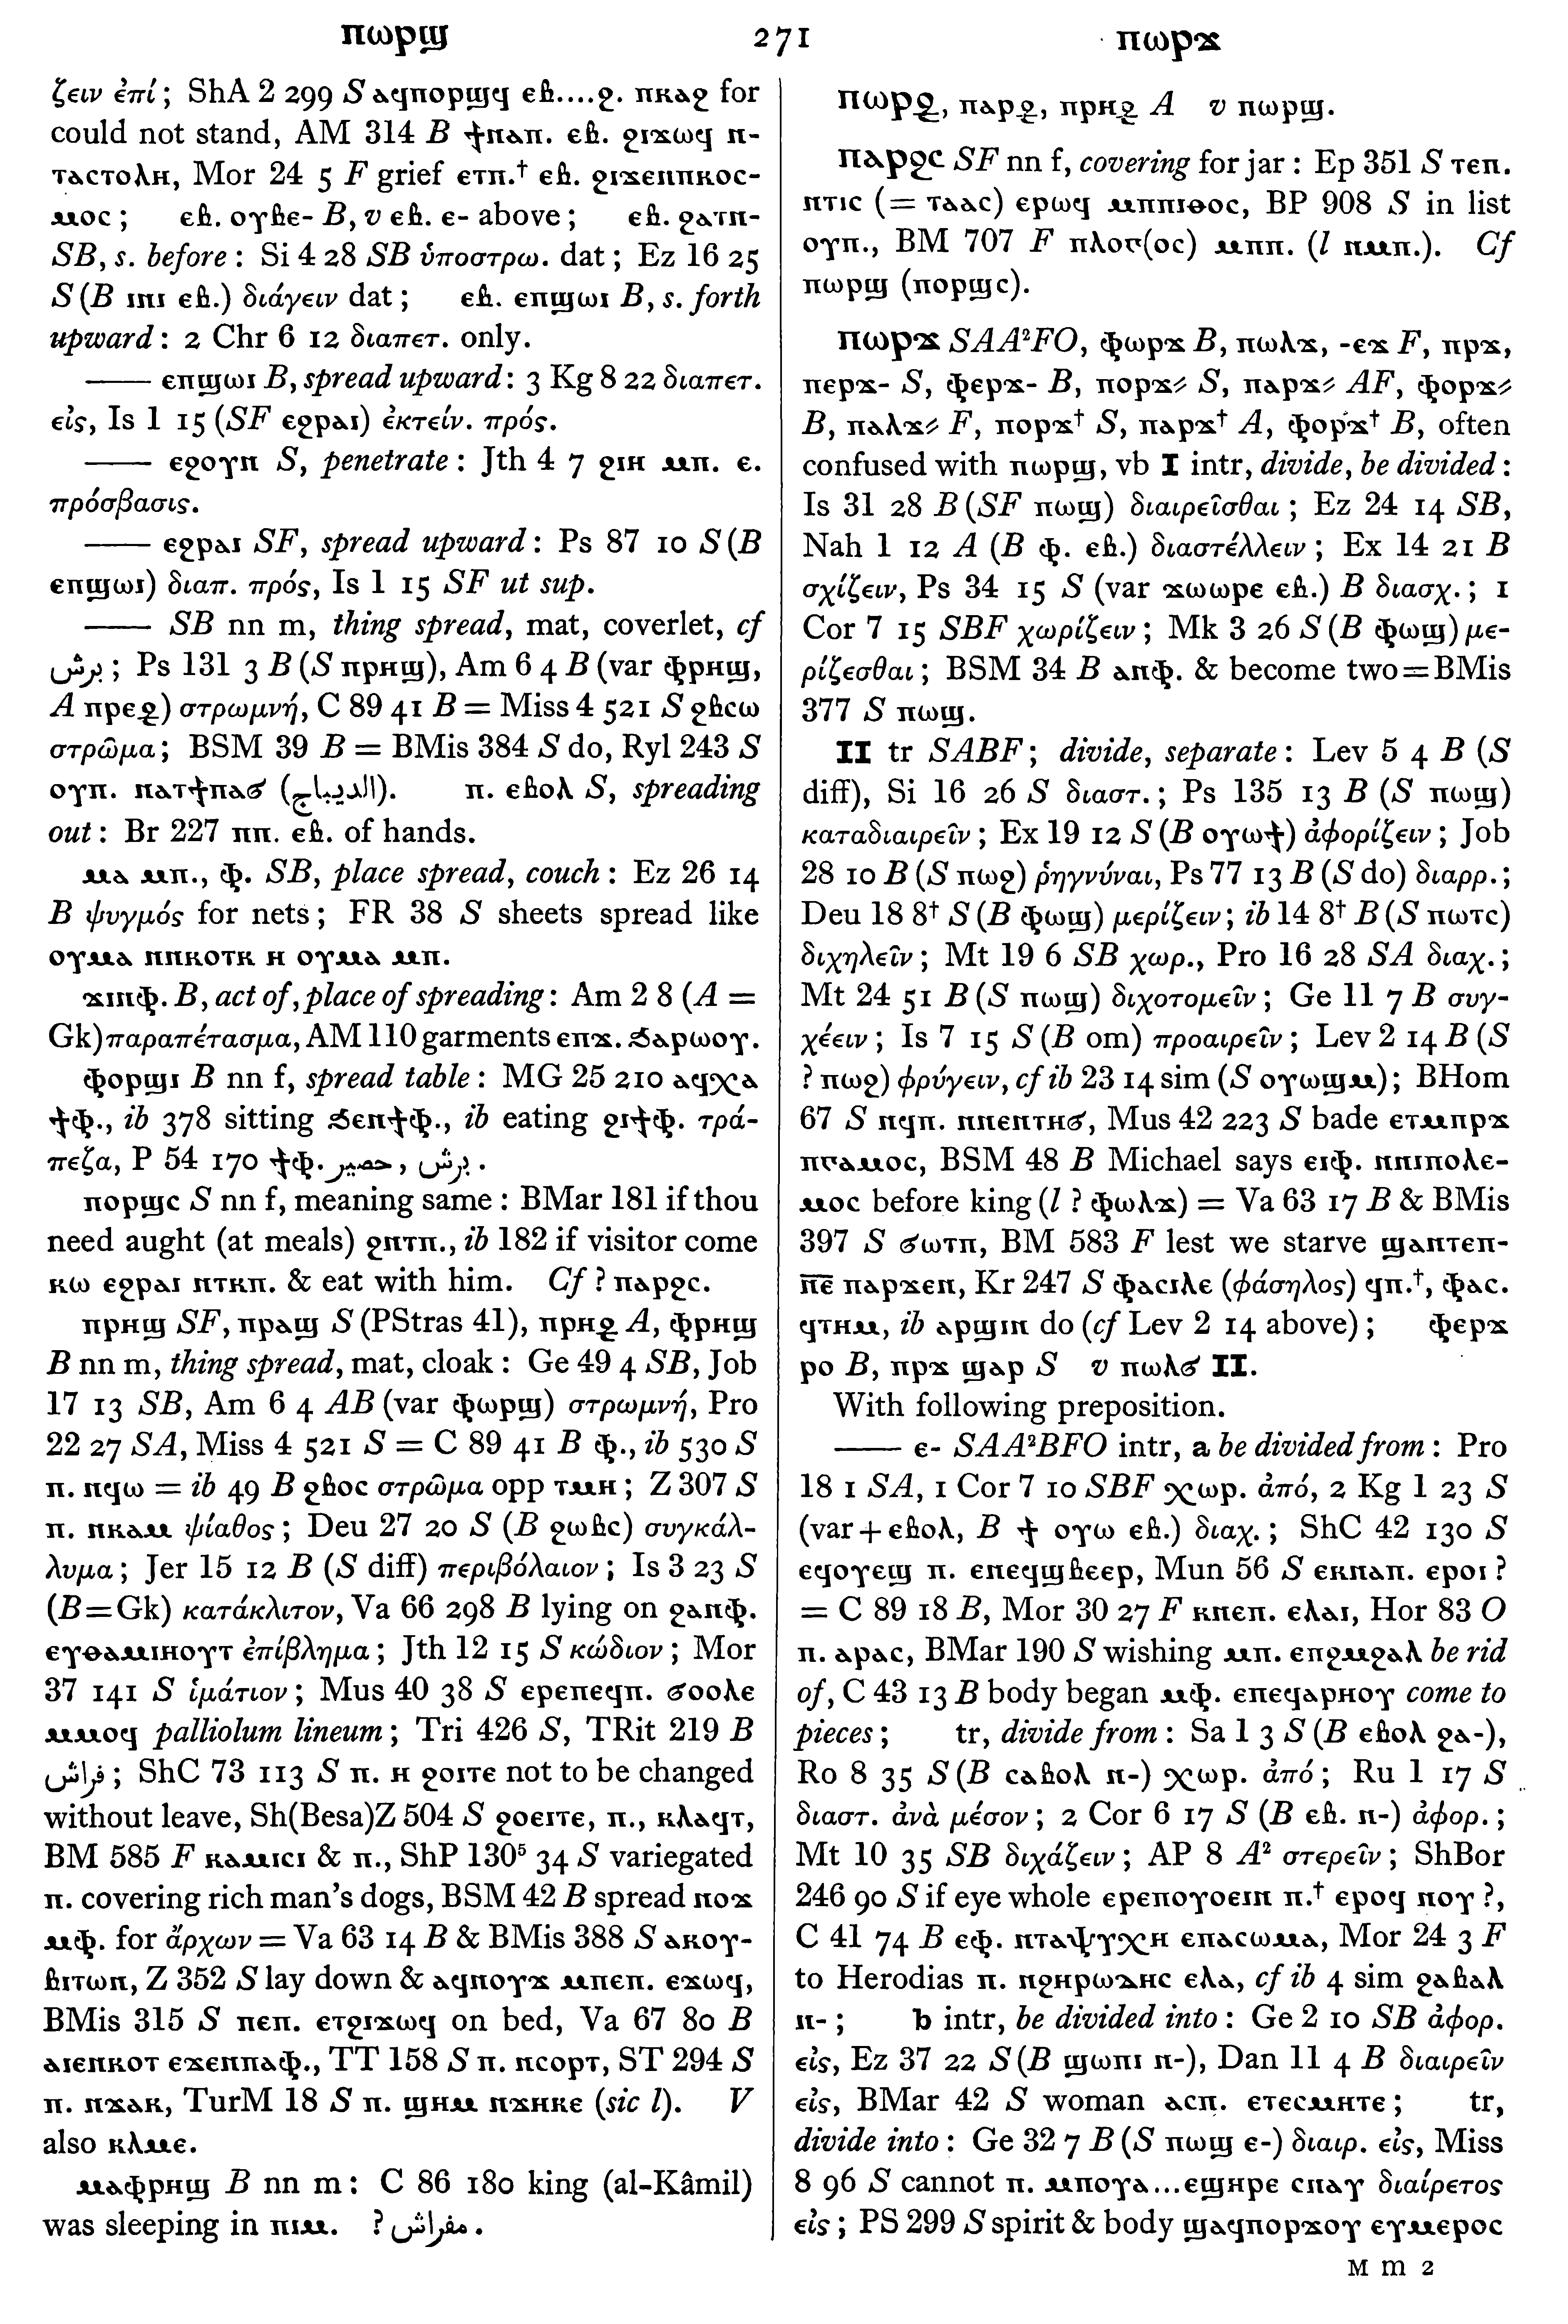 ⲡⲱⲣϣ 271 ⲡⲱⲣϫ
ζειν ἐπί; ShA 2 299 S ⲁϥⲡⲟⲣϣϥ ⲉⲃ....ϩ. ⲡⲕⲁϩ for
could not stand, AM 314 B ϯⲛⲁⲡ. ⲉⲃ. ϩⲓϫⲱϥ ⲛ-
ⲧⲁⲥⲧⲟⲗⲏ, Mor 24 5 F grief ⲉⲧⲡ.† ⲉⲃ. ϩⲓϫⲉⲛⲡⲕⲟⲥ-
ⲙⲟⲥ; ⲉⲃ. ⲟⲩⲃⲉ- B, v ⲉⲃ. ⲉ- above; ⲉⲃ. ϩⲁⲧⲛ-
SB, s. before: Si 4 28 SB ὑποστρω. dat; Ez 16 25
S (B ⲓⲛⲓ ⲉⲃ.) διάγειν dat; ⲉⲃ. ⲉⲡϣⲱⲓ B, s. forth
upward: 2 Chr 6 12 διαπετ. only.
—— ⲉⲡϣⲱⲓ B, spread upward: 3 Kg 8 22 διαπετ.
εἰς, Is 1 15 (SF ⲉϩⲣⲁⲓ) ἐκτείν. πρός.
—— ⲉϩⲟⲩⲛ S, penetrate: Jth 4 7 ϩⲓⲏ ⲙⲡ. ⲉ.
πρόσβασις.
—— ⲉϩⲣⲁⲓ SF, spread upward: Ps 87 10 S (B
ⲉⲡϣⲱⲓ) διαπ. πρός, Is 1 15 SF ut sup.
—— SB nn m, thing spread, mat, coverlet, cf
برش; Ps 131 3 B (S ⲡⲣⲏϣ), Am 6 4 B (var ⲫⲣⲏϣ,
A ⲡⲣⲉϩ) στρωμνή, C 89 41 B = Miss 4 521 S ϩⲃⲥⲱ
στρῶμα; BSM 39 B = BMis 384 S do, Ryl 243 S
ⲟⲩⲡ. ⲛⲁⲧϯⲡⲁϭ (الديباج). ⲡ. ⲉⲃⲟⲗ S, spreading
out: Br 227 ⲡⲡ. ⲉⲃ. of hands.
ⲙⲁ ⲙⲡ., ⲫ. SB, place spread, couch: Ez 26 14
B ψυγμός for nets; FR 38 S sheets spread like
ⲟⲩⲙⲁ ⲛⲛⲕⲟⲧⲕ ⲏ ⲟⲩⲙⲁ ⲙⲡ.
ϫⲓⲛⲫ. B, act of, place of spreading: Am 2 8 (A =
Gk) παραπέτασμα, AM 110 garments ⲉⲡϫ. ϧⲁⲣⲱⲟⲩ.
ⲫⲟⲣϣⲓ B nn f, spread table: MG 25 210 ⲁϥⲭⲁ
ϯⲫ., ib 378 sitting ϧⲉⲛϯⲫ., ib eating ϩⲓϯⲫ. τρά-
πεζα, P 54 170 ϯⲫ. حصير, برش.
ⲡⲟⲣϣⲥ S nn f, meaning same: BMar 181 if thou
need aught (at meals) ϩⲛⲧⲡ., ib 182 if visitor come
ⲕⲱ ⲉϩⲣⲁⲓ ⲛⲧⲕⲡ. & eat with him. Cf ? ⲡⲁⲣϩⲥ.
ⲡⲣⲏϣ SF, ⲡⲣⲁϣ S (PStras 41), ⲡⲣⲏϩ A, ⲫⲣⲏϣ
B nn m, thing spread, mat, cloak: Ge 49 4 SB, Job
17 13 SB, Am 6 4 AB (var ⲫⲱⲣϣ) στρωμνή, Pro
22 27 SA, Miss 4 521 S = C 89 41 B ⲫ., ib 530 S
ⲡ. ⲛϥⲱ = ib 49 B ϩⲃⲟⲥ στρῶμα opp ⲧⲙⲏ; Z 307 S
ⲡ. ⲛⲕⲁⲙ ψίαθος; Deu 27 20 S (B ϩⲱⲃⲥ) συγκάλ-
λυμα; Jer 15 12 B (S diff) περιβόλαιον; Is 3 23 S
(B=Gk) κατάκλιτον, Va 66 298 B lying on ϩⲁⲛⲫ.
ⲉⲩⲑⲁⲙⲓⲏⲟⲩⲧ ἐπίβλημα; Jth 12 15 S κώδιον; Mor
37 141 S ἱμάτιον; Mus 40 38 S ⲉⲣⲉⲡⲉϥⲡ. ϭⲟⲟⲗⲉ
ⲙⲙⲟϥ palliolum lineum; Tri 426 S, TRit 219 B
فراش; ShC 73 113 S ⲡ. ⲏ ϩⲟⲓⲧⲉ not to be changed
without leave, Sh(Besa)Z 504 S ϩⲟⲉⲓⲧⲉ, ⲡ., ⲕⲗⲁϥⲧ,
BM 585 F ⲕⲁⲙⲓⲥⲓ & ⲡ., ShP 130⁵ 34 S variegated
ⲡ. covering rich man's dogs, BSM 42 B spread ⲛⲟϫ
ⲙⲫ. for ἄρχων = Va 63 14 B & BMis 388 S ⲁⲕⲟⲩ-
ⲃⲓⲧⲱⲛ, Z 352 S lay down & ⲁϥⲛⲟⲩϫ ⲙⲡⲉⲡ. ⲉϫⲱϥ,
BMis 315 S ⲡⲉⲡ. ⲉⲧϩⲓϫⲱϥ on bed, Va 67 80 B
ⲁⲓⲉⲛⲕⲟⲧ ⲉϫⲉⲛⲡⲁⲫ., TT 158 S ⲡ. ⲛⲥⲟⲣⲧ, ST 294 S
ⲡ. ⲛϫⲁⲕ, TurM 18 S ⲡ. ϣⲏⲙ ⲛϫⲏⲕⲉ (sic l). V
also ⲕⲗⲙⲉ.
ⲙⲁⲫⲣⲏϣ B nn m: C 86 180 king (al-Kâmil)
was sleeping in ⲡⲓⲙ. ? مفراش.
ⲡⲱⲣϩ, ⲡⲁⲣϩ, ⲡⲣⲏϩ A v ⲡⲱⲣϣ.
ⲡⲁⲣϩⲥ SF nn f, covering for jar: Ep 351 S ⲧⲉⲡ.
ⲛⲧⲓⲥ (= ⲧⲁⲁⲥ) ⲉⲣⲱϥ ⲙⲡⲡⲓⲑⲟⲥ, BP 908 S in list
ⲟⲩⲡ., BM 707 F ⲡⲗⲟⲅ(ⲟⲥ) ⲙⲡⲡ. (l ⲡⲙⲡ.). Cf
ⲡⲱⲣϣ (ⲡⲟⲣϣⲥ).
ⲡⲱⲣϫ SAA²FO, ⲫⲱⲣϫ B, ⲡⲱⲗϫ, -ⲉϫ F, ⲡⲣϫ,
ⲡⲉⲣϫ- S, ⲫⲉⲣϫ- B, ⲡⲟⲣϫ⸗ S, ⲡⲁⲣϫ⸗ AF, ⲫⲟⲣϫ⸗
B, ⲡⲁⲗϫ⸗ F, ⲡⲟⲣϫ† S, ⲡⲁⲣϫ† A, ⲫⲟⲣϫ† B, often
confused with ⲡⲱⲣϣ, vb I intr, divide, be divided:
Is 31 28 B (SF ⲡⲱϣ) διαιρεῖσθαι; Ez 24 14 SB,
Nah 1 12 A (B ⲫ. ⲉⲃ.) διαστέλλειν; Ex 14 21 B
σχίζειν, Ps 34 15 S (var ϫⲱⲱⲣⲉ ⲉⲃ.) B διασχ.; 1
Cor 7 15 SBF χωρίζειν; Mk 3 26 S (B ⲫⲱϣ) με-
ρίζεσθαι; BSM 34 B ⲁⲡⲫ. & become two=BMis
377 S ⲡⲱϣ.
II tr SABF; divide, separate: Lev 5 4 B (S
diff), Si 16 26 S διαστ.; Ps 135 13 B (S ⲡⲱϣ)
καταδιαιρεῖν; Ex 19 12 S (B ⲟⲩⲱϯ) ἀφορίζειν; Job
28 10 B (S ⲡⲱϩ) ῥηγνύναι, Ps 77 13 B (S do) διαρρ.;
Deu 18 8† S (B ⲫⲱϣ) μερίζειν; ib 14 8† B (S ⲡⲱⲧⲥ)
διχηλεῖν; Mt 19 6 SB χωρ., Pro 16 28 SA διαχ.;
Mt 24 51 B (S ⲡⲱϣ) διχοτομεῖν; Ge 11 7 B συγ-
χέειν; Is 7 15 S (B om) προαιρεῖν; Lev 2 14 B (S
? ⲡⲱϩ) φρύγειν, cf ib 23 14 sim (S ⲟⲩⲱϣⲙ); BHom
67 S ⲛϥⲡ. ⲛⲛⲉⲛⲧⲏϭ, Mus 42 223 S bade ⲉⲧⲙⲡⲣϫ
ⲡⲅⲁⲙⲟⲥ, BSM 48 B Michael says ⲉⲓⲫ. ⲛⲛⲓⲡⲟⲗⲉ-
ⲙⲟⲥ before king (l ? ⲫⲱⲗϫ) = Va 63 17 B & BMis
397 S ϭⲱⲧⲡ, BM 583 F lest we starve ϣⲁⲛⲧⲉⲛ-
ⲡ̅ⲉ̅ ⲡⲁⲣϫⲉⲛ, Kr 247 S ⲫⲁⲥⲓⲗⲉ (φάσηλος) ϥⲡ.†, ⲫⲁⲥ.
ϥⲧⲏⲙ, ib ⲁⲣϣⲓⲛ do (cf Lev 2 14 above); ⲫⲉⲣϫ
ⲣⲟ B, ⲡⲣϫ ϣⲁⲣ S v ⲡⲱⲗϭ II.
With following preposition.
—— ⲉ- SAA²BFO intr, a be divided from: Pro
18 1 SA, 1 Cor 7 10 SBF χωρ. ἀπό, 2 Kg 1 23 S
(var + ⲉⲃⲟⲗ, B ϯ ⲟⲩⲱ ⲉⲃ.) διαχ.; ShC 42 130 S
ⲉϥⲟⲩⲉϣ ⲡ. ⲉⲡⲉϥϣⲃⲉⲉⲣ, Mun 56 S ⲉⲕⲛⲁⲡ. ⲉⲣⲟⲓ ?
= C 89 18 B, Mor 30 27 F ⲕⲛⲉⲡ. ⲉⲗⲁⲓ, Hor 83 O
ⲡ. ⲁⲣⲁⲥ, BMar 190 S wishing ⲙⲡ. ⲉⲡϩⲙϩⲁⲗ be rid
of, C 43 13 B body began ⲙⲫ. ⲉⲛⲉϥⲁⲣⲏⲟⲩ come to
pieces; tr, divide from: Sa 1 3 S (B ⲉⲃⲟⲗ ϩⲁ-),
Ro 8 35 S (B ⲥⲁⲃⲟⲗ ⲛ-) χωρ. ἀπό; Ru 1 17 S
διαστ. ἀνὰ μέσον; 2 Cor 6 17 S (B ⲉⲃ. ⲛ-) ἀφορ.;
Mt 10 35 SB διχάζειν; AP 8 A² στερεῖν; ShBor
246 90 S if eye whole ⲉⲣⲉⲡⲟⲩⲟⲉⲓⲛ ⲡ.† ⲉⲣⲟϥ ⲛⲟⲩ ?,
C 41 74 B ⲉⲫ. ⲛⲧⲁⲯⲩⲭⲏ ⲉⲡⲁⲥⲱⲙⲁ, Mor 24 3 F
to Herodias ⲡ. ⲛϩⲏⲣⲱⲇⲏⲥ ⲉⲗⲁ, cf ib 4 sim ϩⲁⲃⲁⲗ
ⲛ-; b intr, be divided into: Ge 2 10 SB ἀφορ.
εἰς, Ez 37 22 S (B ϣⲱⲡⲓ ⲛ-), Dan 11 4 B διαιρεῖν
εἰς, BMar 42 S woman ⲁⲥⲡ. ⲉⲧⲉⲥⲙⲏⲧⲉ; tr,
divide into: Ge 32 7 B (S ⲡⲱϣ ⲉ-) διαιρ. εἰς, Miss
8 96 S cannot ⲡ. ⲙⲡⲟⲩⲁ...ⲉϣⲏⲣⲉ ⲥⲛⲁⲩ διαίρετος
εἰς; PS 299 S spirit & body ϣⲁϥⲡⲟⲣϫⲟⲩ ⲉⲩⲙⲉⲣⲟⲥ
M m 2